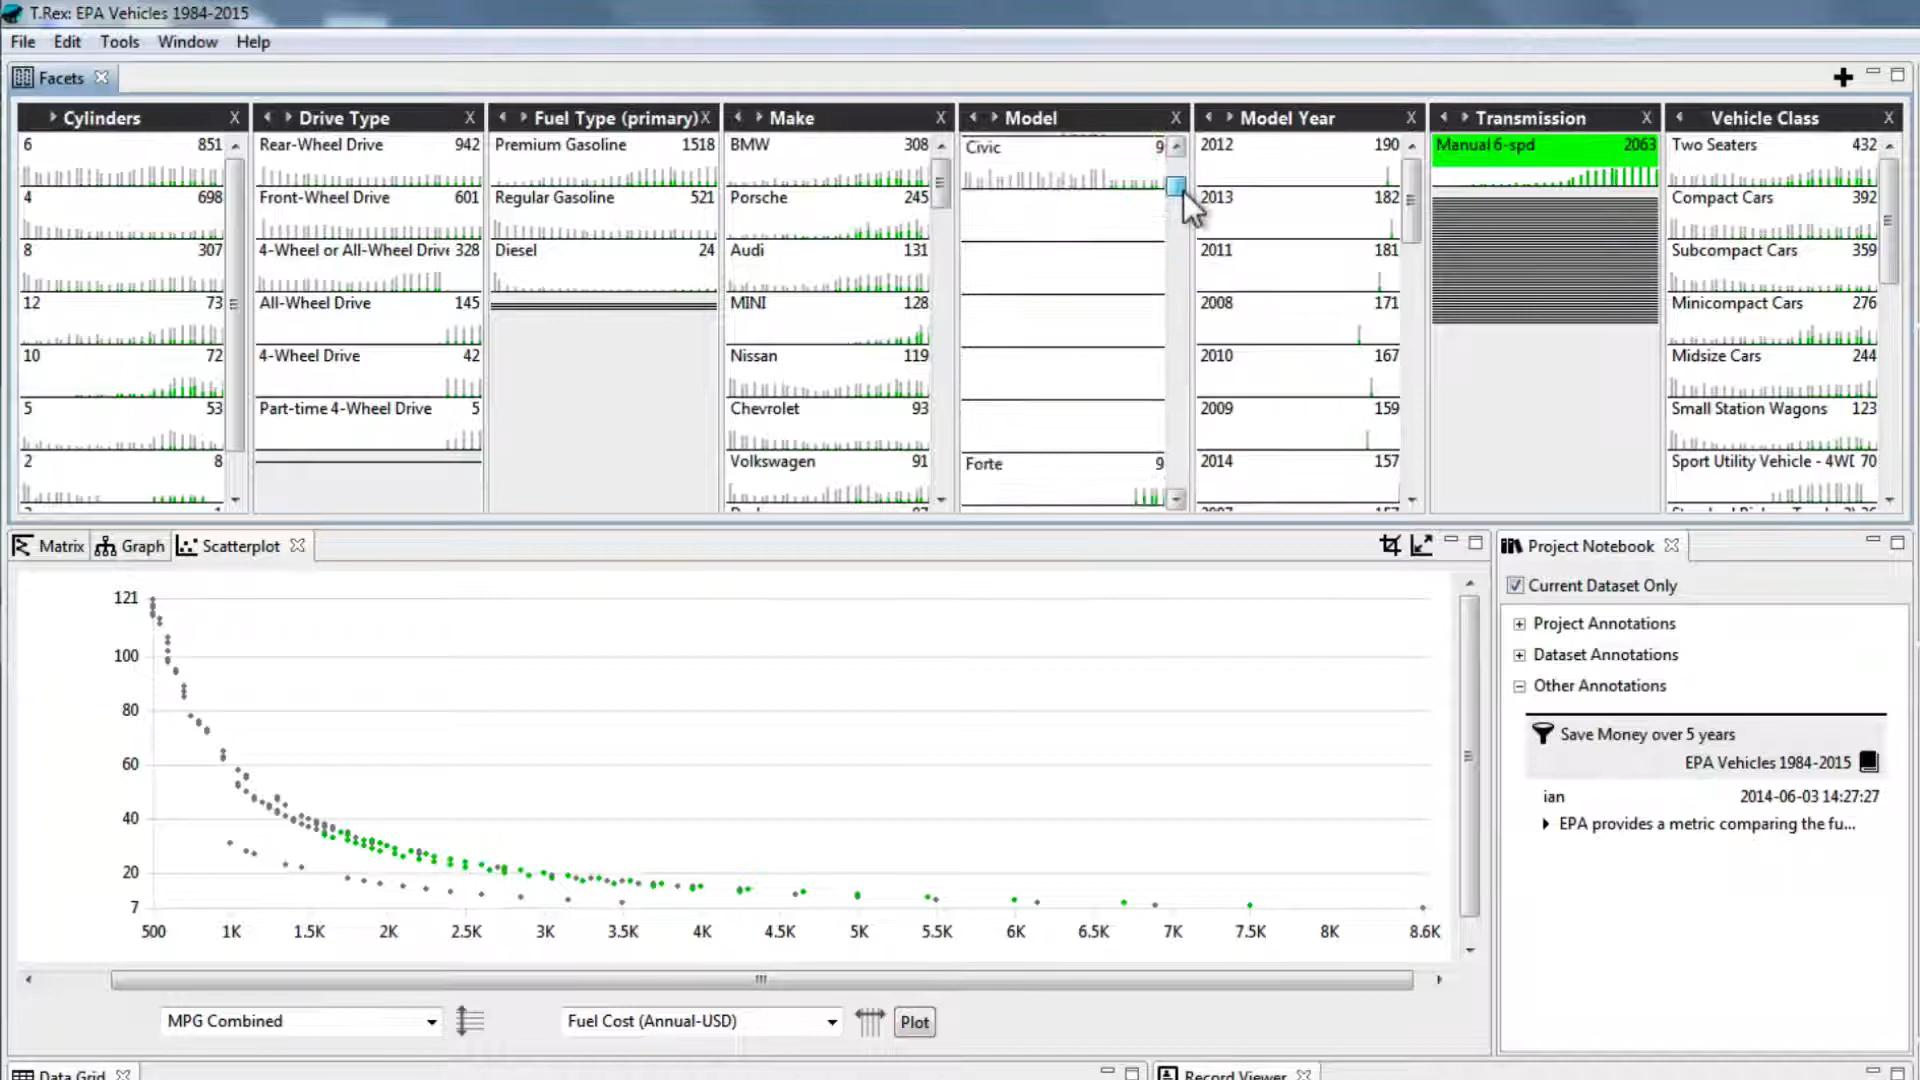 T.Rex: EPA Vehicles 1984-2015
File Edit Tools Window Help
Facets
Cylinders X Drive Type X Fuel Type (primary) X Make X Model X Model Year X Transmission X Vehicle Class X
6 851 Rear-Wheel Drive 942 Premium Gasoline 1518 BMW 308 Civic 9 2012 190 Manual 6-spd 2063 Two Seaters 432
4 698 Front-Wheel Drive 601 Regular Gasoline 521 Porsche 245 2013 182 Compact Cars 392
8 307 4-Wheel or All-Wheel Drive 328 Diesel 24 Audi 131 2011 181 Subcompact Cars 359
12 73 All-Wheel Drive 145 MINI 128 2008 171 Minicompact Cars 276
10 72 4-Wheel Drive 42 Nissan 119 2010 167 Midsize Cars 244
5 53 Part-time 4-Wheel Drive 5 Chevrolet 93 2009 159 Small Station Wagons 123
2 8 Volkswagen 91 Forte 9 2014 157 Sport Utility Vehicle - 4WD 70
Matrix Graph Scatterplot
121
100
80
60
40
20
7
500 1K 1.5K 2K 2.5K 3K 3.5K 4K 4.5K 5K 5.5K 6K 6.5K 7K 7.5K 8K 8.6K
MPG Combined Fuel Cost (Annual-USD) Plot
Project Notebook
Current Dataset Only
Project Annotations
Dataset Annotations
Other Annotations
Save Money over 5 years
EPA Vehicles 1984-2015
ian 2014-06-03 14:27:27
EPA provides a metric comparing the fu...
Data Grid Record Viewer